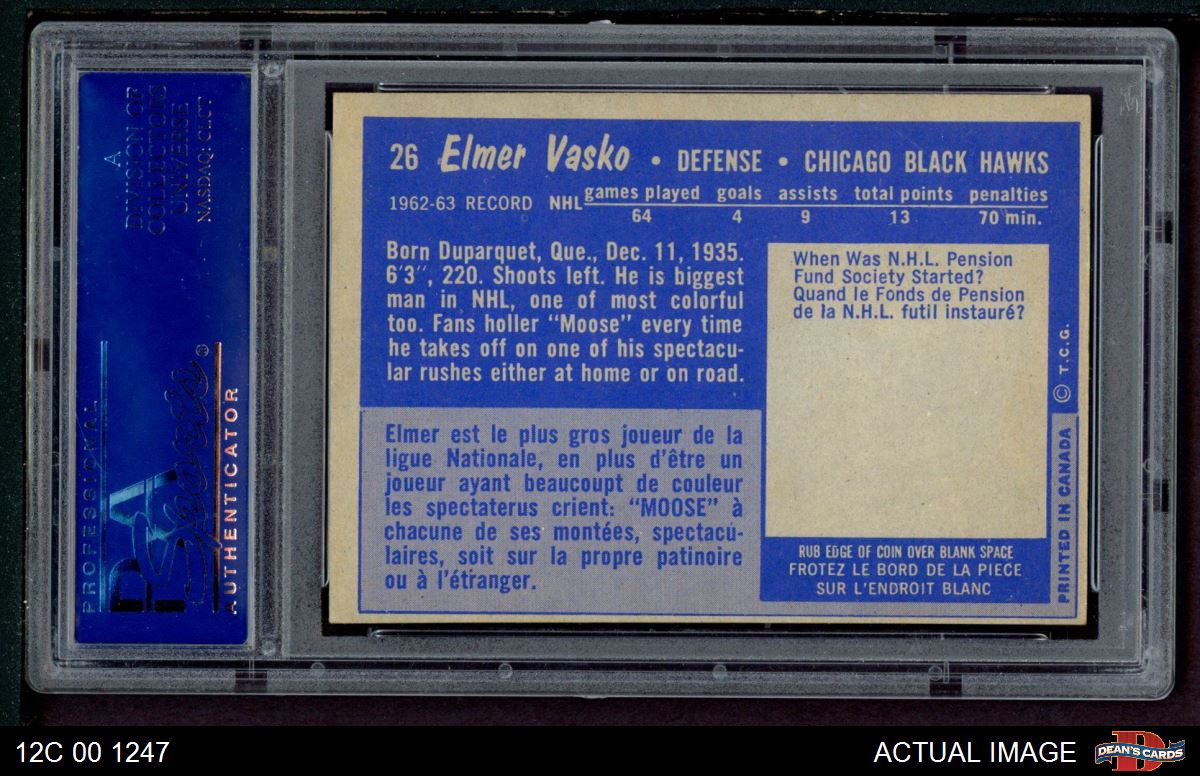 A
DIVISION OF
COLLECTORS
UNIVERSE
NASDAQ: CLCT
PROFESSIONAL
PSA
Sports®
AUTHENTICATOR
26 Elmer Vasko • DEFENSE • CHICAGO BLACK HAWKS
1962-63 RECORD NHL games played goals assists total points penalties
64 4 9 13 70 min.
Born Duparquet, Que., Dec. 11, 1935.
6'3", 220. Shoots left. He is biggest
man in NHL, one of most colorful
too. Fans holler "Moose" every time
he takes off on one of his spectacu-
lar rushes either at home or on road.
Elmer est le plus gros joueur de la
ligue Nationale, en plus d'être un
joueur ayant beaucoup de couleur
les spectaterus crient: "MOOSE" à
chacune de ses montées, spectacu-
laires, soit sur la propre patinoire
ou à l'étranger.
When Was N.H.L. Pension
Fund Society Started?
Quand le Fonds de Pension
de la N.H.L. futil instauré?
RUB EDGE OF COIN OVER BLANK SPACE
FROTEZ LE BORD DE LA PIECE
SUR L'ENDROIT BLANC
© T.C.G.
PRINTED IN CANADA
12C 00 1247
ACTUAL IMAGE
DEAN'S CARDS